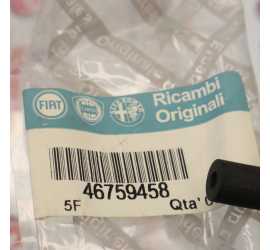 FIAT
Ricambi
Originali
46759458
5F
Qta'